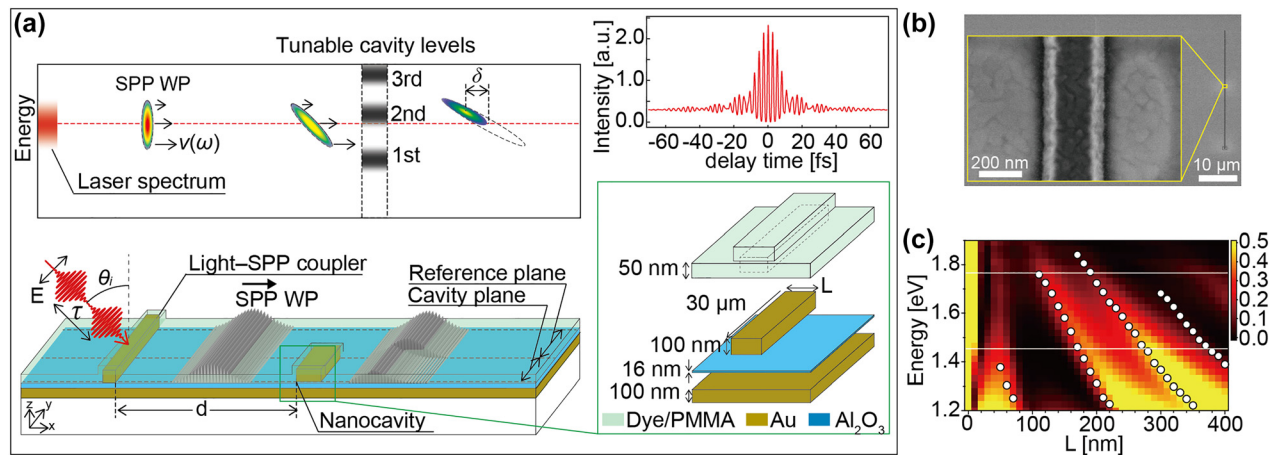 (a)
Tunable cavity levels
Energy
SPP WP
v(ω)
Laser spectrum
3rd
2nd
1st
δ
Intensity [a.u.]
2.0
1.0
0.0
-60 -40 -20 0 20 40 60
delay time [fs]
E
τ
θi
Light–SPP coupler
SPP WP
Reference plane
Cavity plane
d
Nanocavity
z
y
x
50 nm
30 µm
L
100 nm
16 nm
100 nm
Dye/PMMA Au Al2O3
(b)
200 nm
10 µm
(c)
Energy [eV]
1.8
1.6
1.4
1.2
0 100 200 300 400
L [nm]
0.5
0.4
0.3
0.2
0.1
0.0